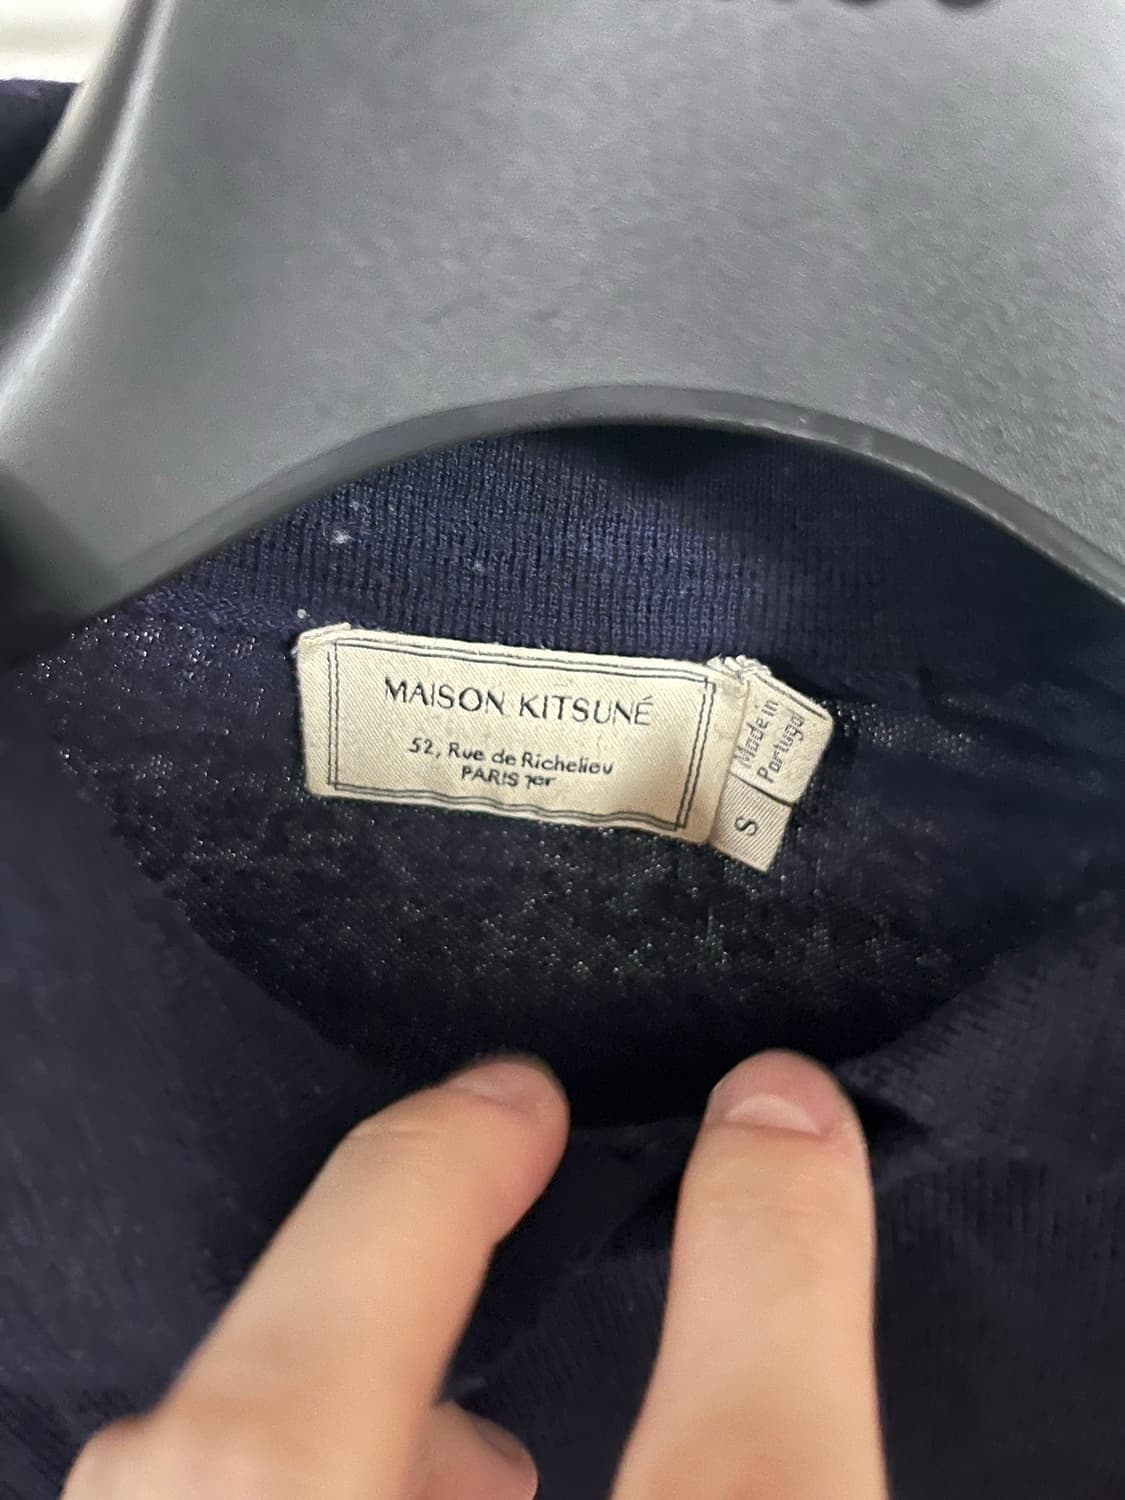 MAISON KITSUNÉ
52, Rue de Richelieu
PARIS 1er
Made in
Portugal
S